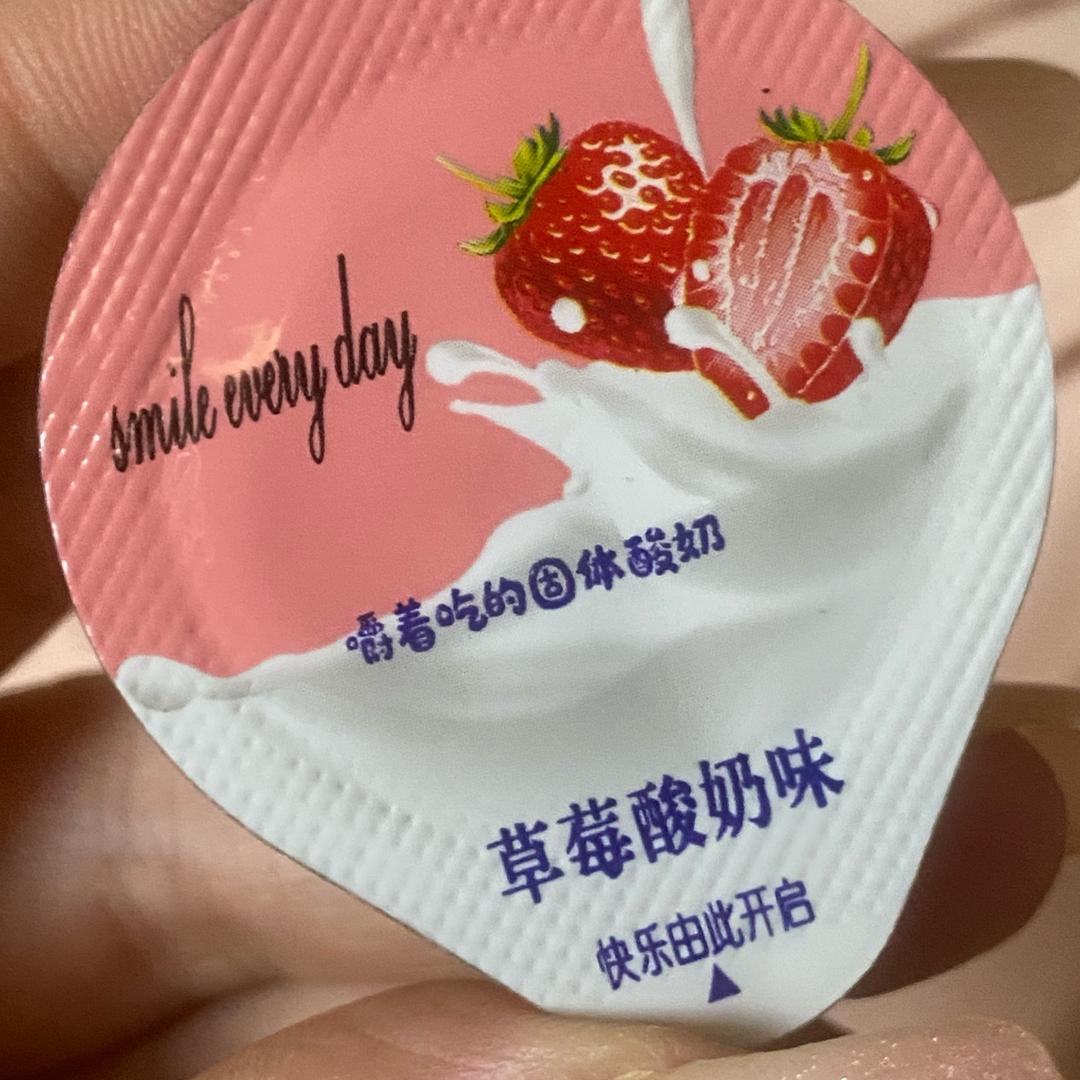 smile every day
嚼着吃的固体酸奶
草莓酸奶味
快乐由此开启